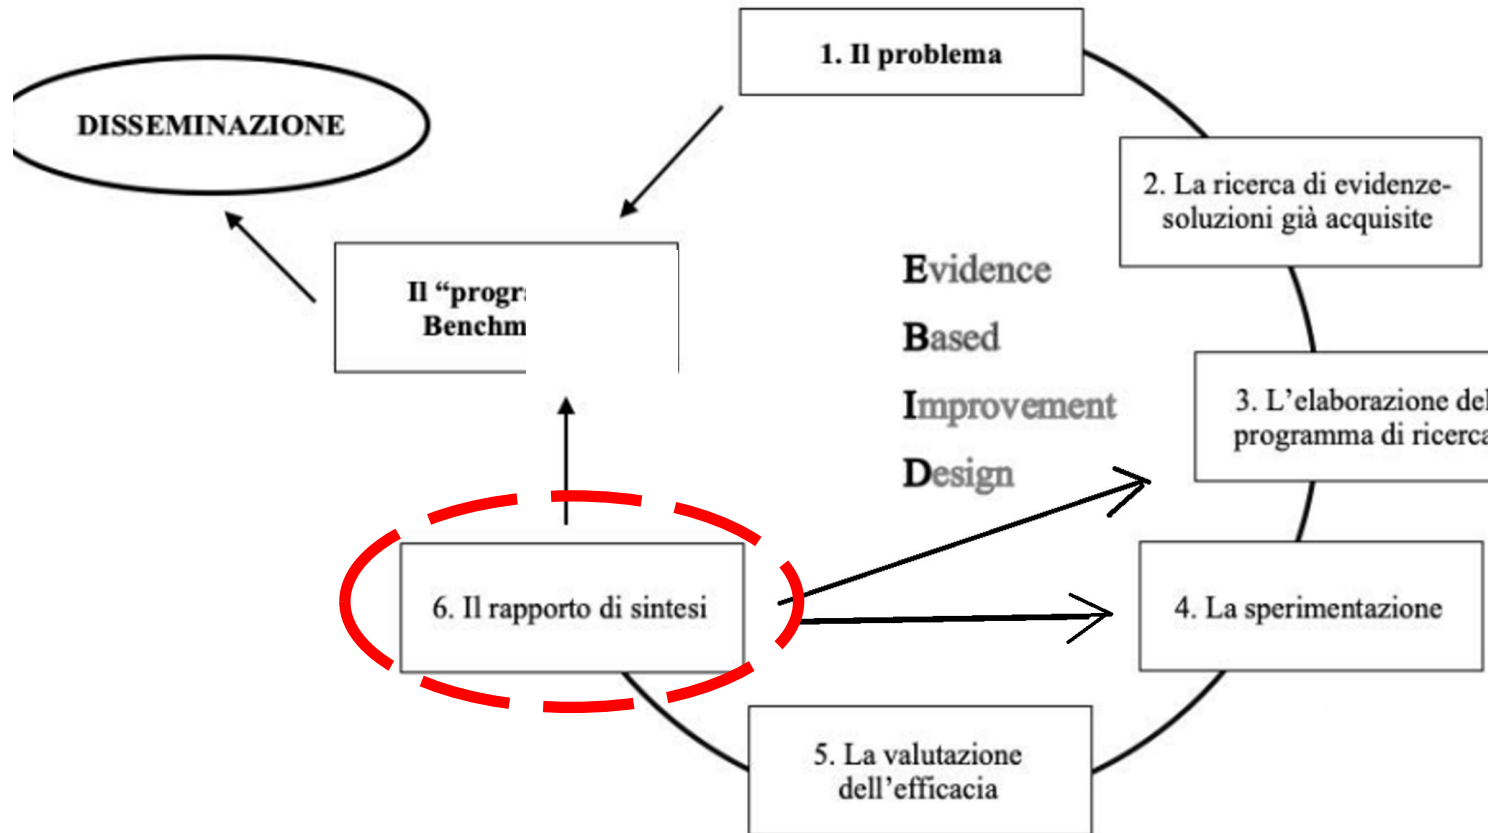 1. Il problema
DISSEMINAZIONE
2. La ricerca di evidenze-
soluzioni già acquisite
Evidence
Based
Improvement
Design
Il
6. Il rapporto di sintesi
3. L’elaborazione del
programma di ricerca
4. La sperimentazione
5. La valutazione
dell’efficacia